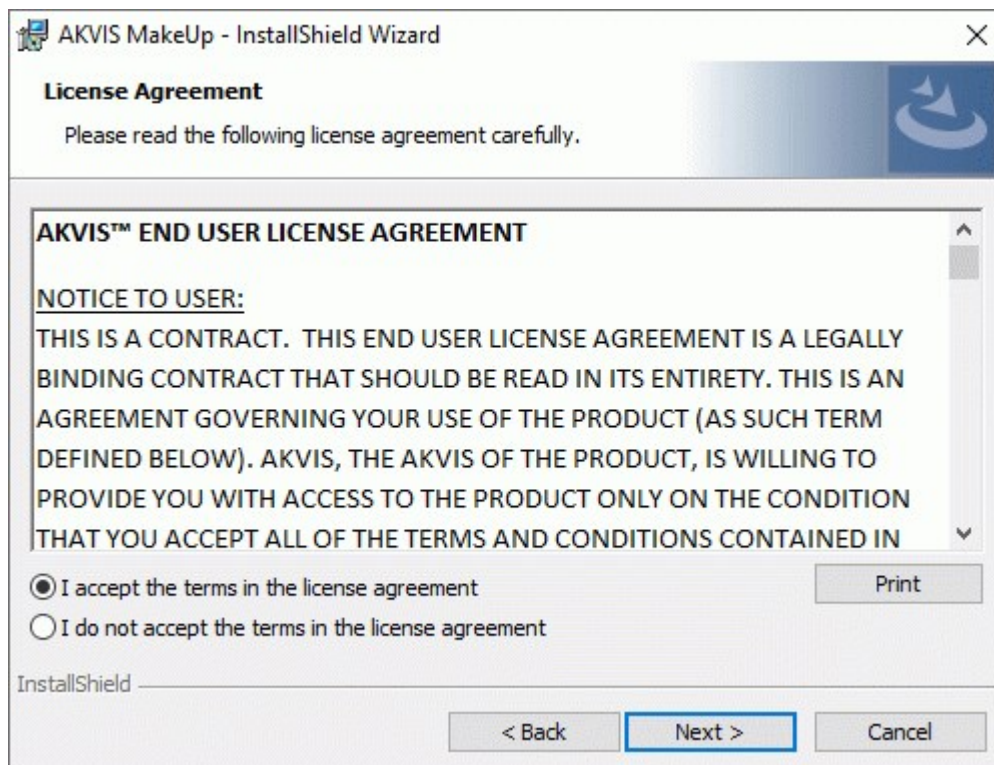 AKVIS MakeUp - InstallShield Wizard
License Agreement
Please read the following license agreement carefully.
AKVIS™ END USER LICENSE AGREEMENT
NOTICE TO USER:
THIS IS A CONTRACT.  THIS END USER LICENSE AGREEMENT IS A LEGALLY
BINDING CONTRACT THAT SHOULD BE READ IN ITS ENTIRETY. THIS IS AN
AGREEMENT GOVERNING YOUR USE OF THE PRODUCT (AS SUCH TERM
DEFINED BELOW). AKVIS, THE AKVIS OF THE PRODUCT, IS WILLING TO
PROVIDE YOU WITH ACCESS TO THE PRODUCT ONLY ON THE CONDITION
THAT YOU ACCEPT ALL OF THE TERMS AND CONDITIONS CONTAINED IN
I accept the terms in the license agreement
Print
I do not accept the terms in the license agreement
InstallShield
< Back
Next >
Cancel